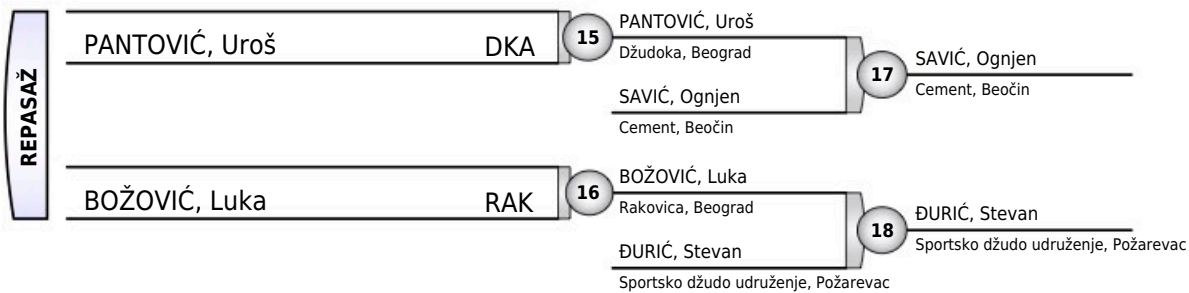 REPASAŽ
PANTOVIĆ, Uroš DKA
15
PANTOVIĆ, Uroš
Džudoka, Beograd
SAVIĆ, Ognjen
Cement, Beočin
17
SAVIĆ, Ognjen
Cement, Beočin
BOŽOVIĆ, Luka RAK
16
BOŽOVIĆ, Luka
Rakovica, Beograd
ĐURIĆ, Stevan
Sportsko džudo udruženje, Požarevac
18
ĐURIĆ, Stevan
Sportsko džudo udruženje, Požarevac